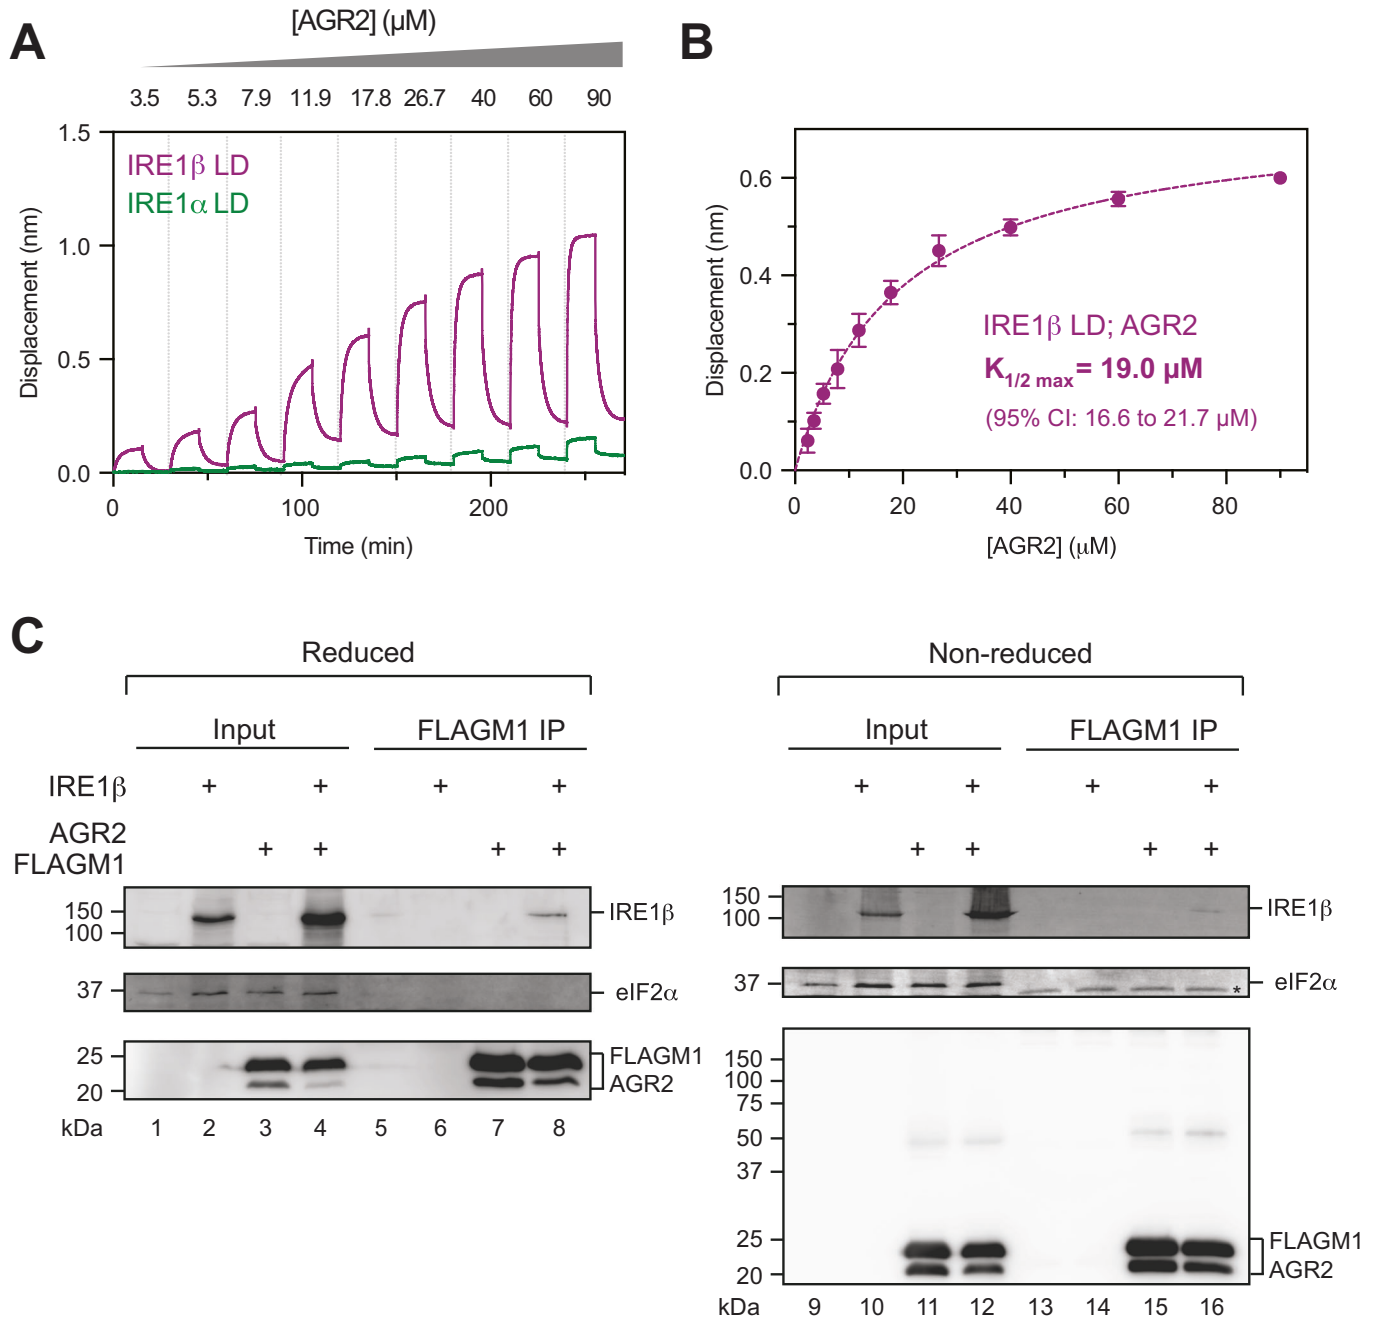 A
[AGR2] (µM)
3.5 5.3 7.9 11.9 17.8 26.7 40 60 90
1.5
1.0
0.5
0.0
Displacement (nm)
IRE1β LD
IRE1α LD
0 100 200
Time (min)
B
0.6
0.4
0.2
0.0
Displacement (nm)
IRE1β LD; AGR2
K1/2 max = 19.0 µM
(95% CI: 16.6 to 21.7 µM)
0 20 40 60 80
[AGR2] (µM)
C
Reduced
Input FLAGM1 IP
IRE1β + + + +
AGR2
FLAGM1 + + + +
150
100
IRE1β
37
eIF2α
25
20
FLAGM1
AGR2
kDa 1 2 3 4 5 6 7 8
Non-reduced
Input FLAGM1 IP
+ + + +
+ + + +
150
100
IRE1β
37
* eIF2α
150
100
75
50
37
25
20
FLAGM1
AGR2
kDa 9 10 11 12 13 14 15 16